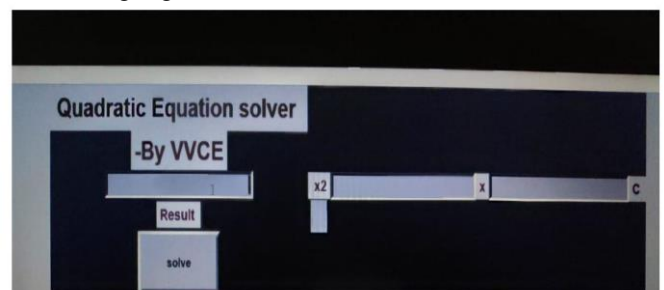 Quadratic Equation solver
-By VVCE
x2 x C
Result
solve